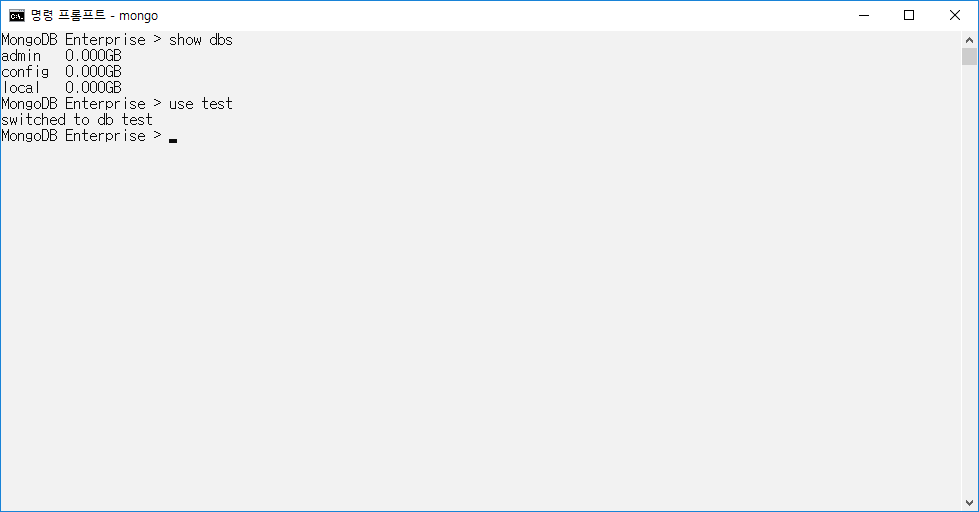 명령 프롬프트 - mongo
MongoDB Enterprise > show dbs
admin   0.000GB
config  0.000GB
local   0.000GB
MongoDB Enterprise > use test
switched to db test
MongoDB Enterprise >